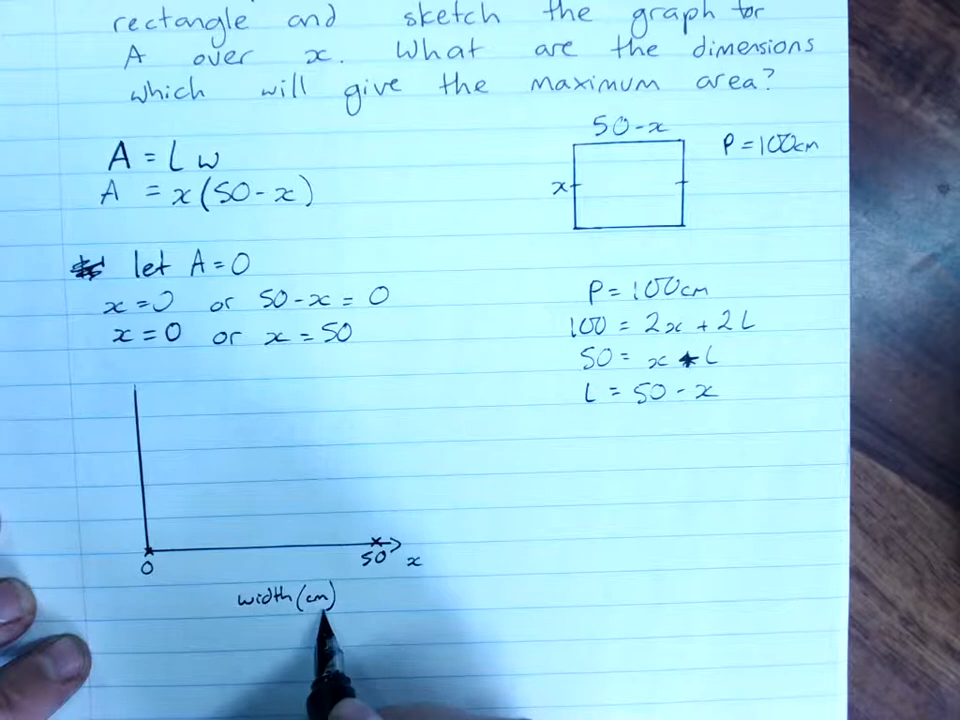 rectangle and sketch the graph for
A over x. What are the dimensions
which will give the maximum area?
A = L w
A = x(50-x)
50-x
P = 100cm
x
let A = 0
x = 0 or 50-x = 0
x = 0 or x = 50
P = 100cm
100 = 2x + 2L
50 = x + L
L = 50 - x
0
50
x
width (cm)